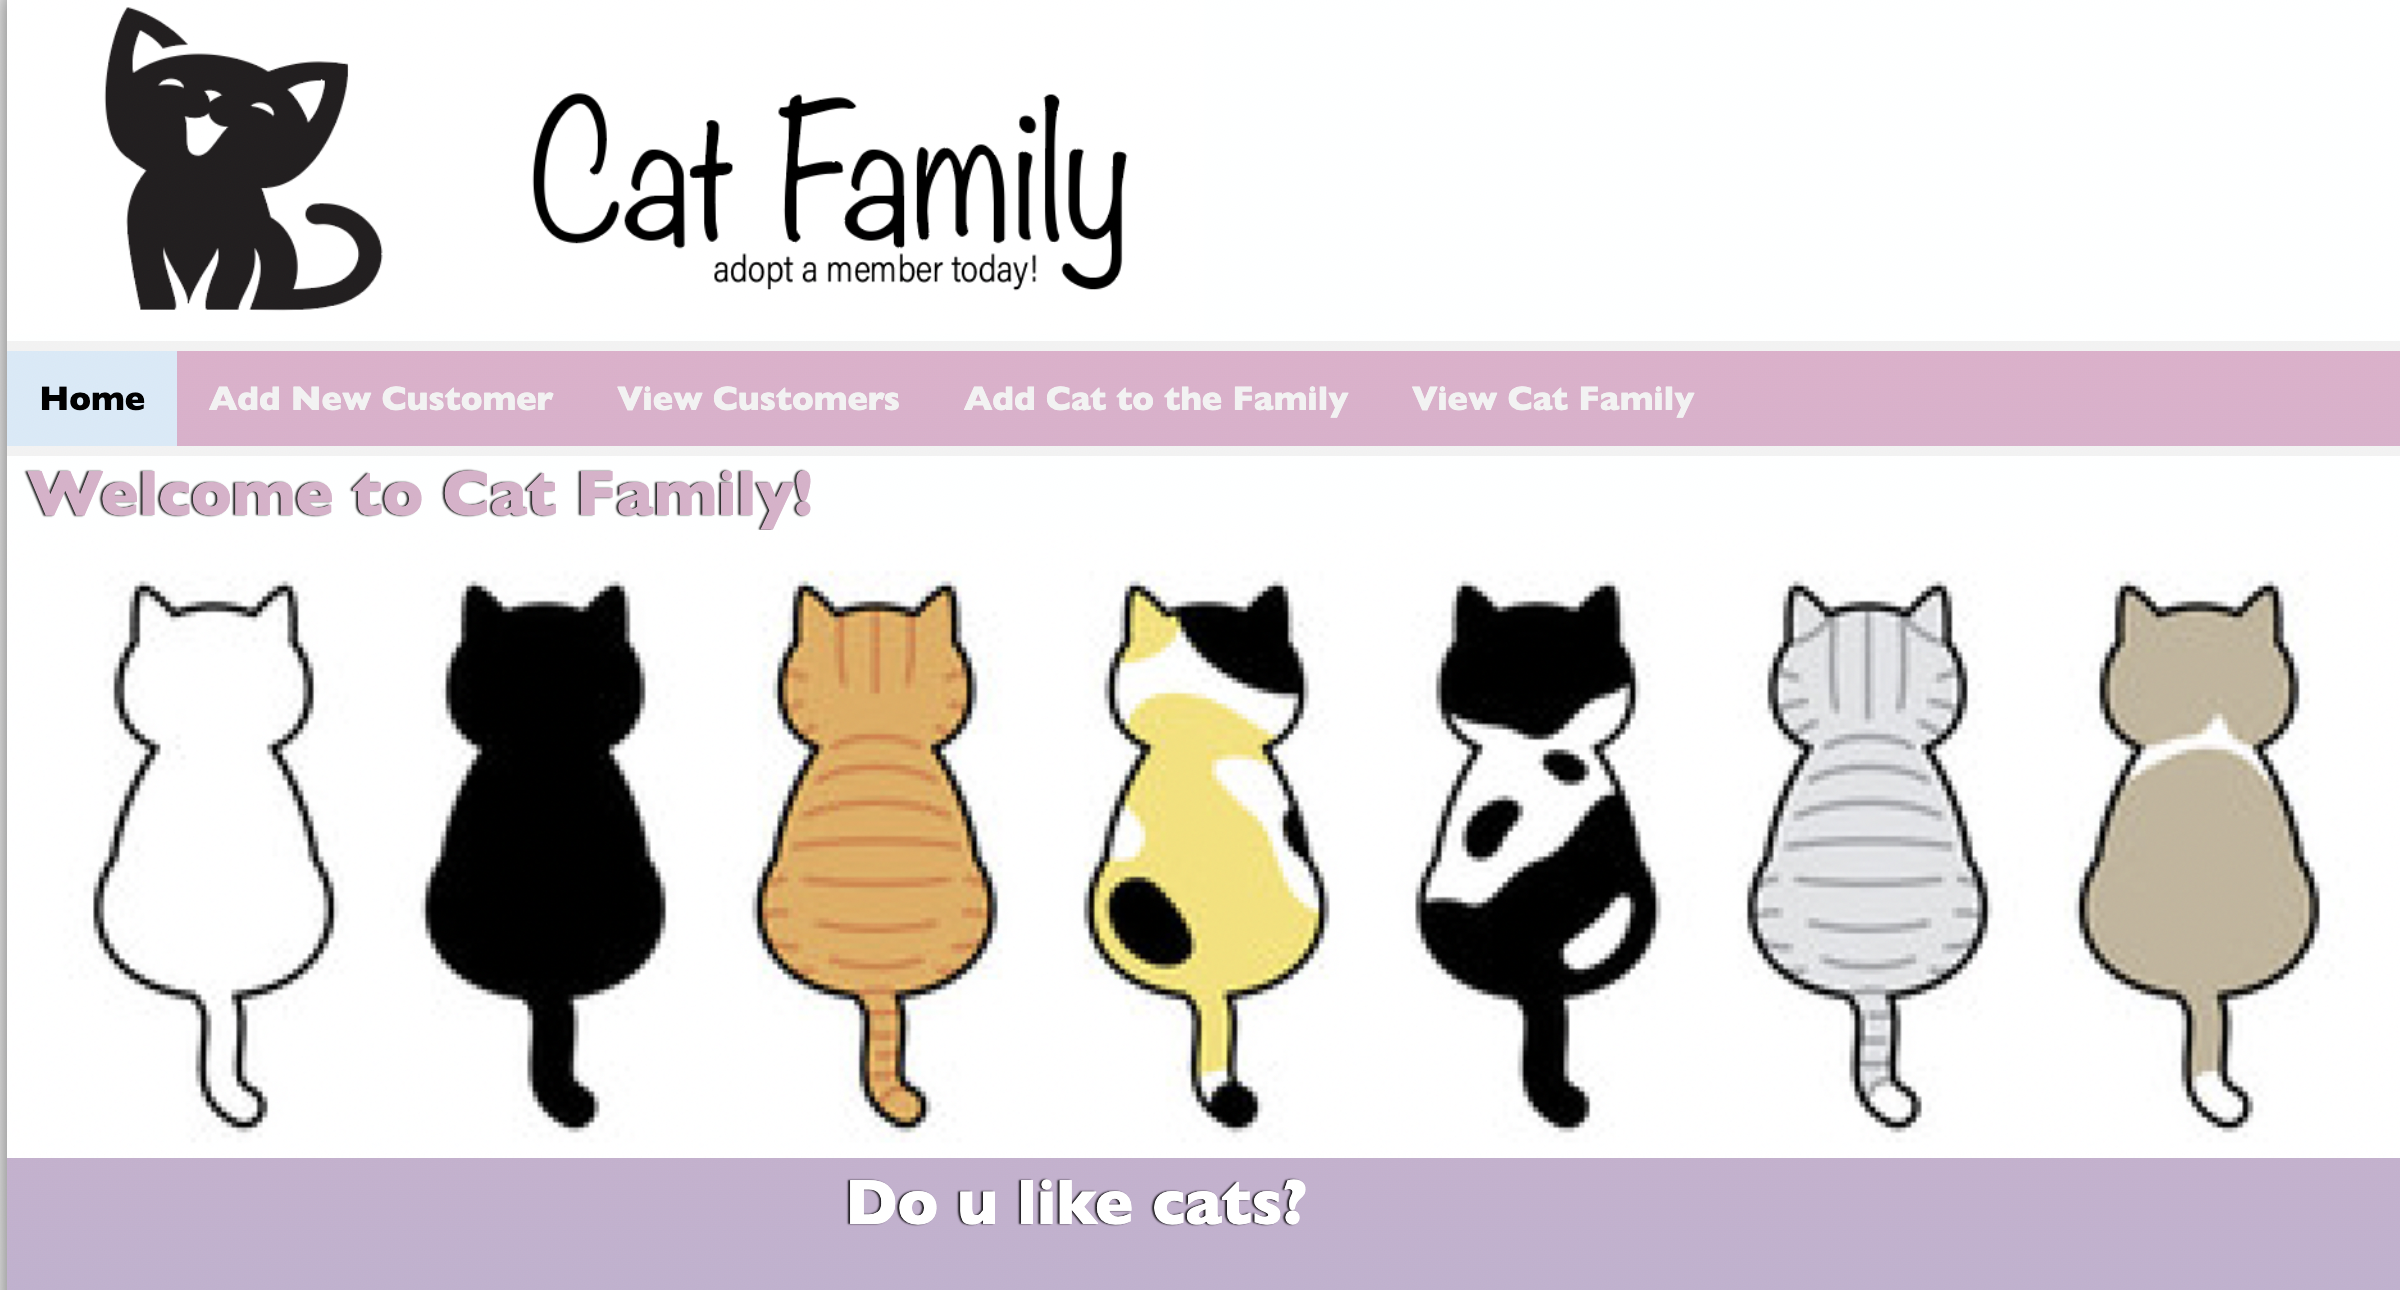 Cat Family
adopt a member today!
Home Add New Customer View Customers Add Cat to the Family View Cat Family
Welcome to Cat Family!
Do u like cats?